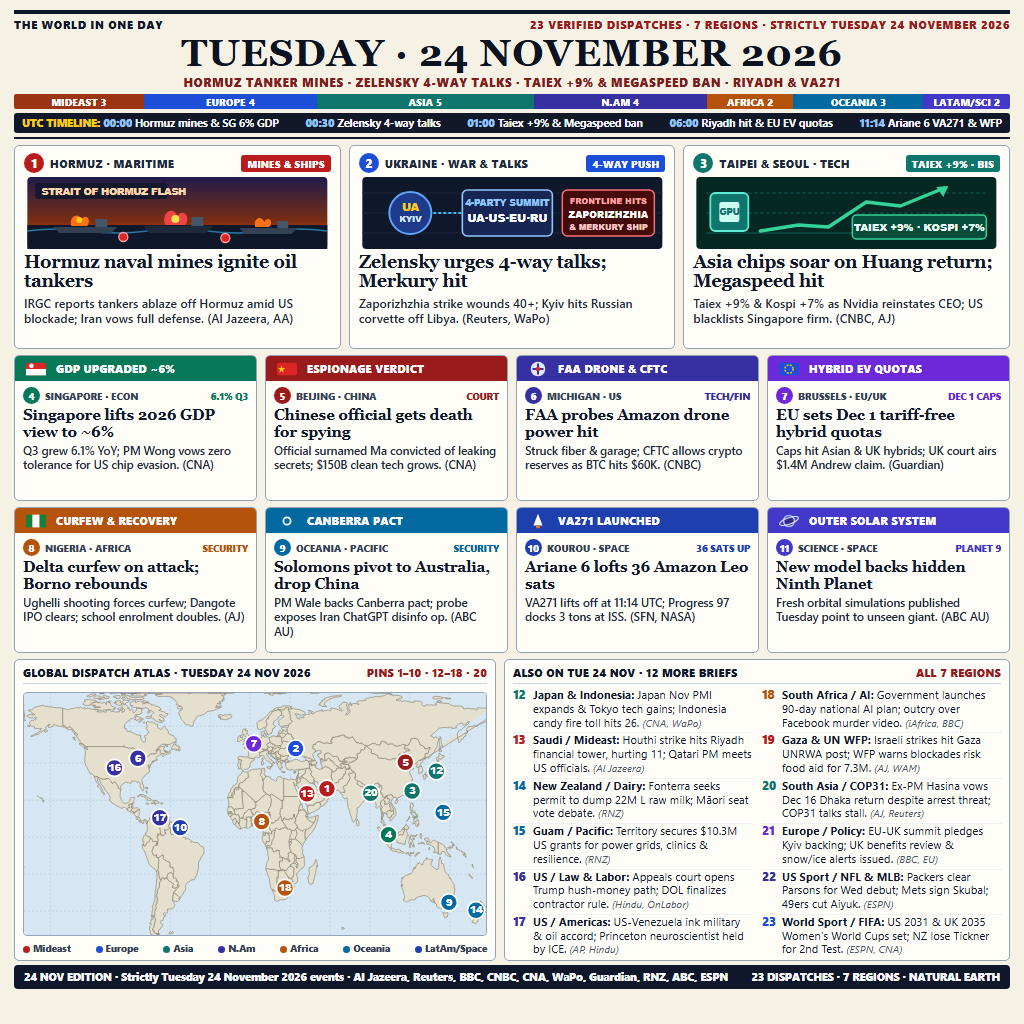 THE WORLD IN ONE DAY
23 VERIFIED DISPATCHES · 7 REGIONS · STRICTLY TUESDAY 24 NOVEMBER 2026
TUESDAY · 24 NOVEMBER 2026
HORMUZ TANKER MINES · ZELENSKY 4-WAY TALKS · TAIEX +9% & MEGASPEED BAN · RIYADH & VA271
MIDEAST 3 EUROPE 4 ASIA 5 N.AM 4 AFRICA 2 OCEANIA 3 LATAM/SCI 2
UTC TIMELINE: 00:00 Hormuz mines & SG 6% GDP 00:30 Zelensky 4-way talks 01:00 Taiex +9% & Megaspeed ban 06:00 Riyadh hit & EU EV quotas 11:14 Ariane 6 VA271 & WFP
1 HORMUZ · MARITIME MINES & SHIPS
STRAIT OF HORMUZ FLASH
Hormuz naval mines ignite oil
tankers
IRGC reports tankers ablaze off Hormuz amid US
blockade; Iran vows full defense. (Al Jazeera, AA)
2 UKRAINE · WAR & TALKS 4-WAY PUSH
UA
KYIV
4-PARTY SUMMIT
UA-US-EU-RU
FRONTLINE HITS
ZAPORIZHZHIA
& MERKURY SHIP
Zelensky urges 4-way talks;
Merkury hit
Zaporizhzhia strike wounds 40+; Kyiv hits Russian
corvette off Libya. (Reuters, WaPo)
3 TAIPEI & SEOUL · TECH TAIEX +9% · BIS
GPU
TAIEX +9% · KOSPI +7%
Asia chips soar on Huang return;
Megaspeed hit
Taiex +9% & Kospi +7% as Nvidia reinstates CEO; US
blacklists Singapore firm. (CNBC, AJ)
GDP UPGRADED ~6%
4 SINGAPORE · ECON 6.1% Q3
Singapore lifts 2026 GDP
view to ~6%
Q3 grew 6.1% YoY; PM Wong vows zero
tolerance for US chip evasion. (CNA)
ESPIONAGE VERDICT
5 BEIJING · CHINA COURT
Chinese official gets death
for spying
Official surnamed Ma convicted of leaking
secrets; $150B clean tech grows. (CNA)
FAA DRONE & CFTC
6 MICHIGAN · US TECH/FIN
FAA probes Amazon drone
power hit
Struck fiber & garage; CFTC allows crypto
reserves as BTC hits $60K. (CNBC)
HYBRID EV QUOTAS
7 BRUSSELS · EU/UK DEC 1 CAPS
EU sets Dec 1 tariff-free
hybrid quotas
Caps hit Asian & UK hybrids; UK court airs
$1.4M Andrew claim. (Guardian)
CURFEW & RECOVERY
8 NIGERIA · AFRICA SECURITY
Delta curfew on attack;
Borno rebounds
Ughelli shooting forces curfew; Dangote
IPO clears; school enrolment doubles. (AJ)
CANBERRA PACT
9 OCEANIA · PACIFIC SECURITY
Solomons pivot to Australia,
drop China
PM Wale backs Canberra pact; probe
exposes Iran ChatGPT disinfo op. (ABC
AU)
VA271 LAUNCHED
10 KOUROU · SPACE 36 SATS UP
Ariane 6 lofts 36 Amazon Leo
sats
VA271 lifts off at 11:14 UTC; Progress 97
docks 3 tons at ISS. (SFN, NASA)
OUTER SOLAR SYSTEM
11 SCIENCE · SPACE PLANET 9
New model backs hidden
Ninth Planet
Fresh orbital simulations published
Tuesday point to unseen giant. (ABC AU)
GLOBAL DISPATCH ATLAS · TUESDAY 24 NOV 2026 PINS 1–10 · 12–18 · 20
7
2
6
16
5
12
13
1
20
3
15
17
10
8
4
18
9
14
Mideast Europe Asia N.Am Africa Oceania LatAm/Space
ALSO ON TUE 24 NOV · 12 MORE BRIEFS ALL 7 REGIONS
12 Japan & Indonesia: Japan Nov PMI
expands & Tokyo tech gains; Indonesia
candy fire toll hits 26. (CNA, WaPo)
13 Saudi / Mideast: Houthi strike hits Riyadh
financial tower, hurting 11; Qatari PM meets
US officials. (Al Jazeera)
14 New Zealand / Dairy: Fonterra seeks
permit to dump 22M L raw milk; Māori seat
vote debate. (RNZ)
15 Guam / Pacific: Territory secures $10.3M
US grants for power grids, clinics &
resilience. (RNZ)
16 US / Law & Labor: Appeals court opens
Trump hush-money path; DOL finalizes
contractor rule. (Hindu, OnLabor)
17 US / Americas: US-Venezuela ink military
& oil accord; Princeton neuroscientist held
by ICE. (AP, Hindu)
18 South Africa / AI: Government launches
90-day national AI plan; outcry over
Facebook murder video. (iAfrica, BBC)
19 Gaza & UN WFP: Israeli strikes hit Gaza
UNRWA post; WFP warns blockades risk
food aid for 7.3M. (AJ, WAM)
20 South Asia / COP31: Ex-PM Hasina vows
Dec 16 Dhaka return despite arrest threat;
COP31 talks stall. (AJ, Reuters)
21 Europe / Policy: EU-UK summit pledges
Kyiv backing; UK benefits review &
snow/ice alerts issued. (BBC, EU)
22 US Sport / NFL & MLB: Packers clear
Parsons for Wed debut; Mets sign Skubal;
49ers cut Aiyuk. (ESPN)
23 World Sport / FIFA: US 2031 & UK 2035
Women's World Cups set; NZ lose Tickner
for 2nd Test. (ESPN, CNA)
24 NOV EDITION · Strictly Tuesday 24 November 2026 events · Al Jazeera, Reuters, BBC, CNBC, CNA, WaPo, Guardian, RNZ, ABC, ESPN 23 DISPATCHES · 7 REGIONS · NATURAL EARTH